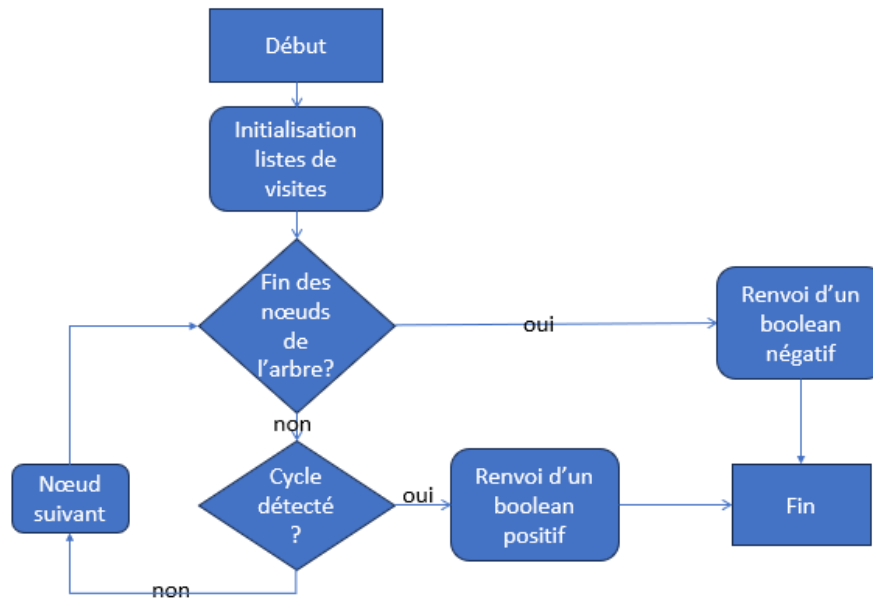 Début
Initialisation
listes de
visites
Fin des
nœuds
de
l'arbre?
oui
Renvoi d'un
boolean
négatif
non
Nœud
suivant
Cycle
détecté
?
oui
Renvoi d'un
boolean
positif
Fin
non